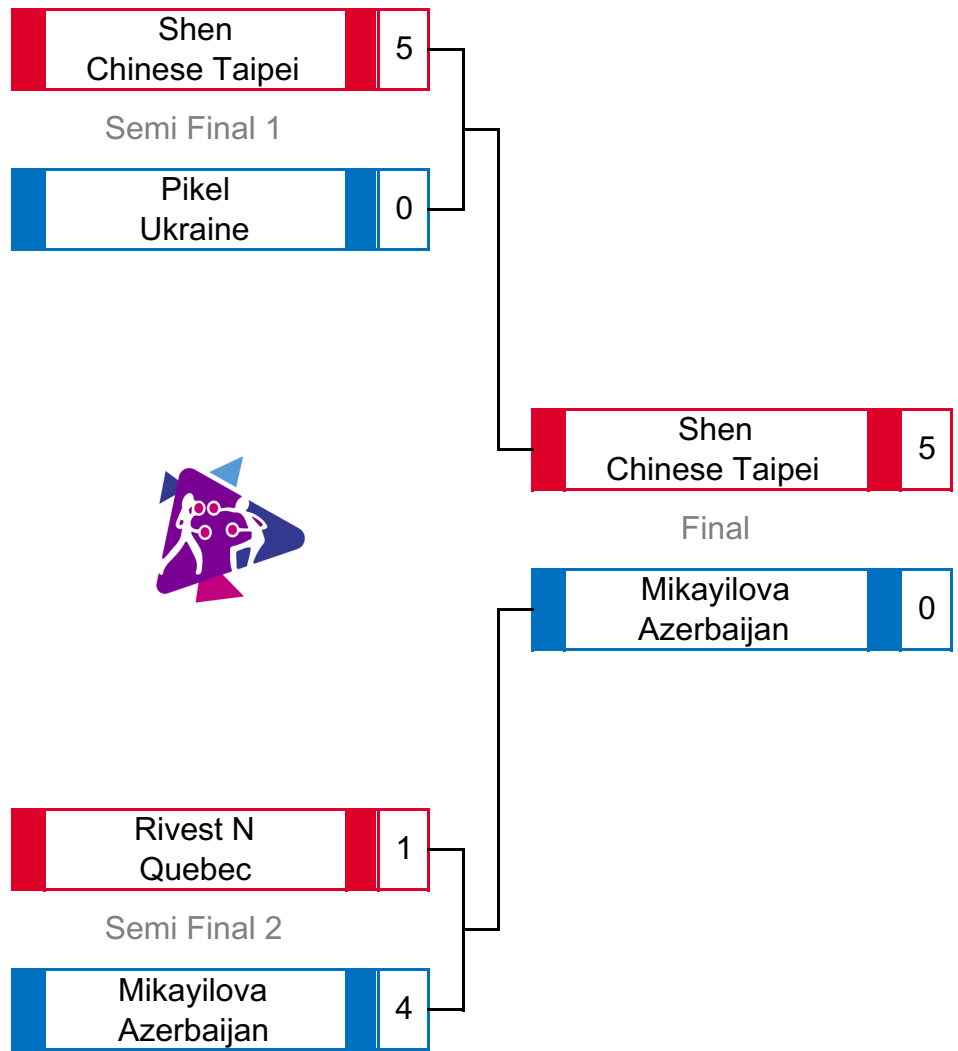 Shen
Chinese Taipei
5
Semi Final 1
Pikel
Ukraine
0
Shen
Chinese Taipei
5
Final
Mikayilova
Azerbaijan
0
Rivest N
Quebec
1
Semi Final 2
Mikayilova
Azerbaijan
4